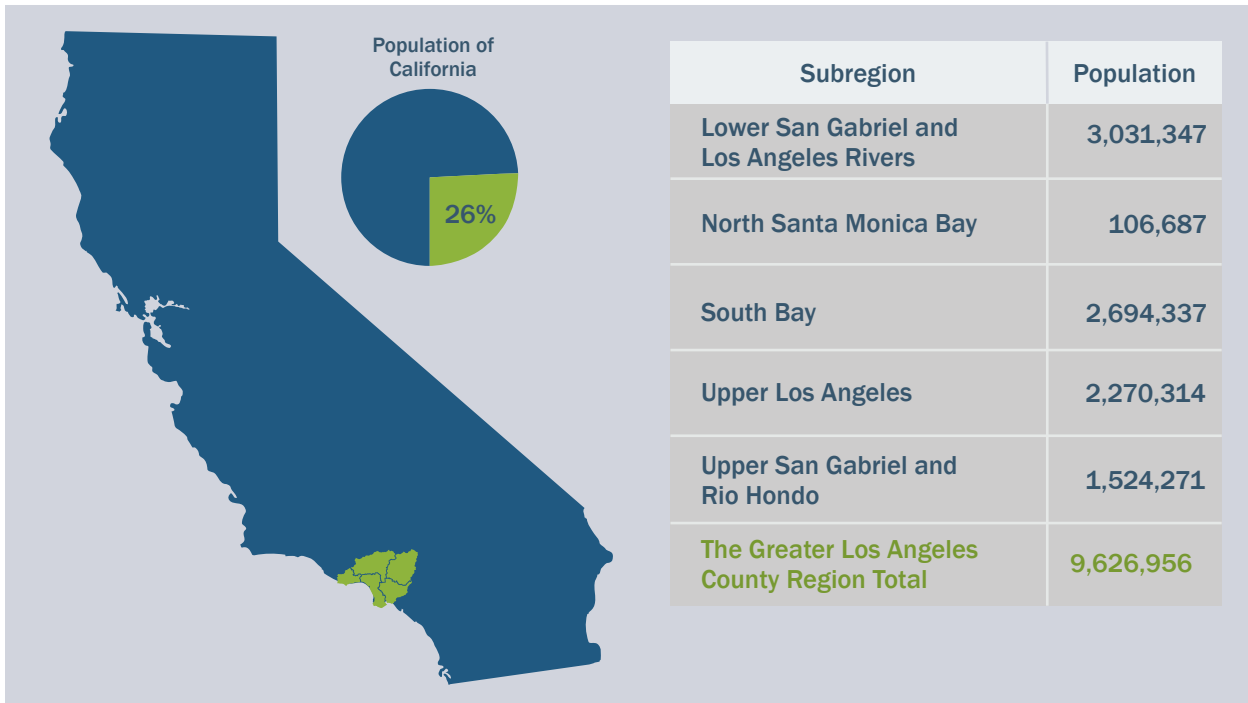 Population of
California
26%
Subregion Population
Lower San Gabriel and
Los Angeles Rivers
3,031,347
North Santa Monica Bay 106,687
South Bay 2,694,337
Upper Los Angeles 2,270,314
Upper San Gabriel and
Rio Hondo
1,524,271
The Greater Los Angeles
County Region Total
9,626,956